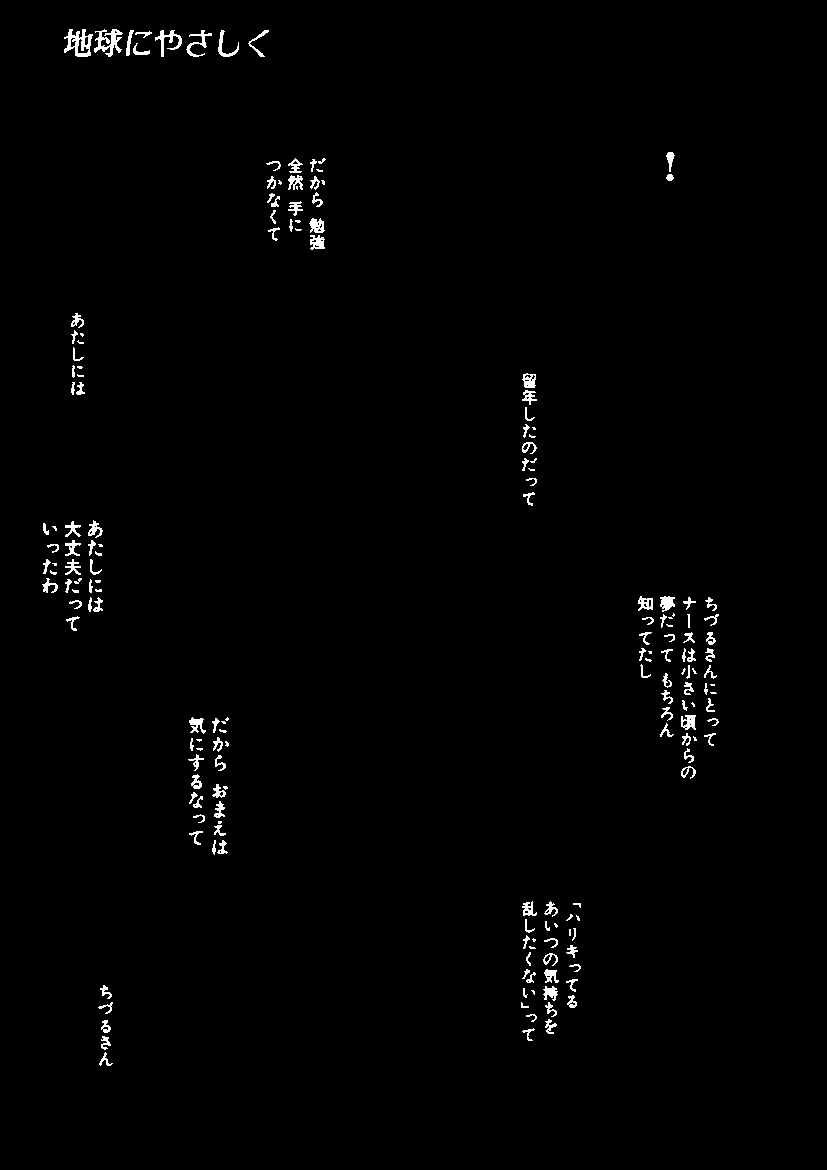 地球にやさしく
！
留年したのだって
ちづるさんにとって
ナースは小さい頃からの
夢だって もちろん
知ってたし
「ハリキってる
あいつの気持ちを
乱したくない」って
だから 勉強
全然 手に
つかなくて
あたしには
あたしには
大丈夫だって
いったわ
だから おまえは
気にするなって
ちづるさん